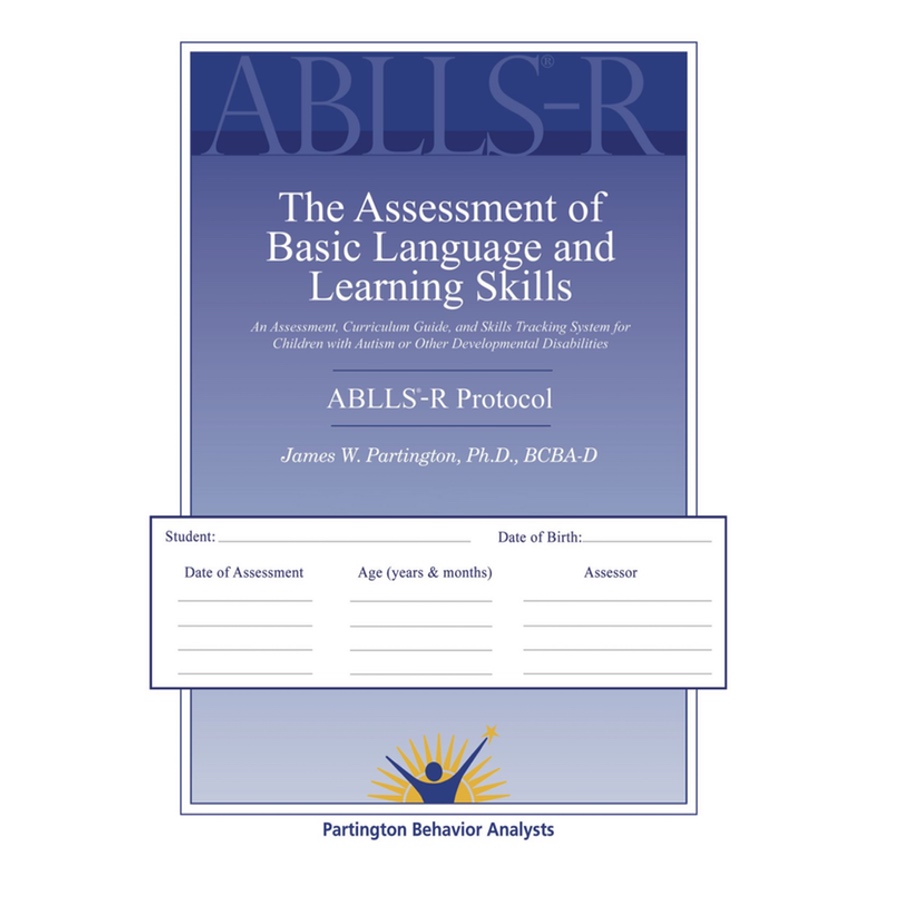 ABLLS®-R
The Assessment of
Basic Language and
Learning Skills
An Assessment, Curriculum Guide, and Skills Tracking System for
Children with Autism or Other Developmental Disabilities
ABLLS®-R Protocol
James W. Partington, Ph.D., BCBA-D
Student: Date of Birth:
Date of Assessment Age (years & months) Assessor
Partington Behavior Analysts